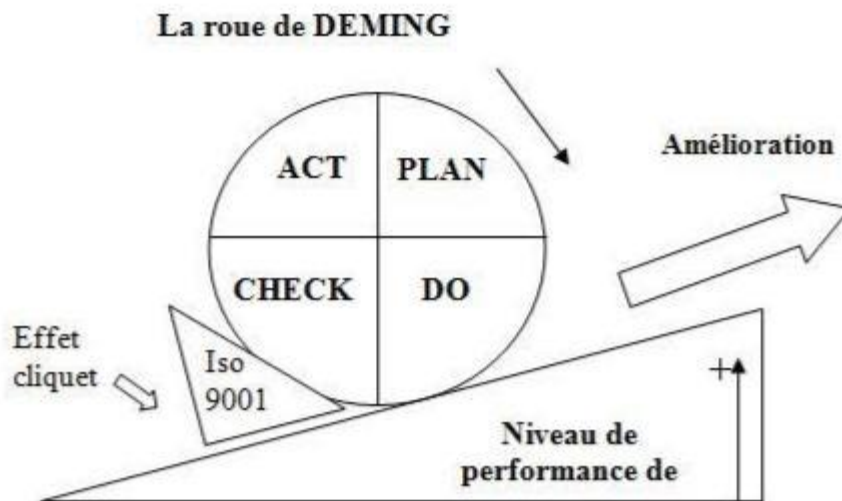 La roue de DEMING
Amélioration
ACT
PLAN
CHECK
DO
Effet
cliquet
Iso
9001
+
Niveau de
performance de